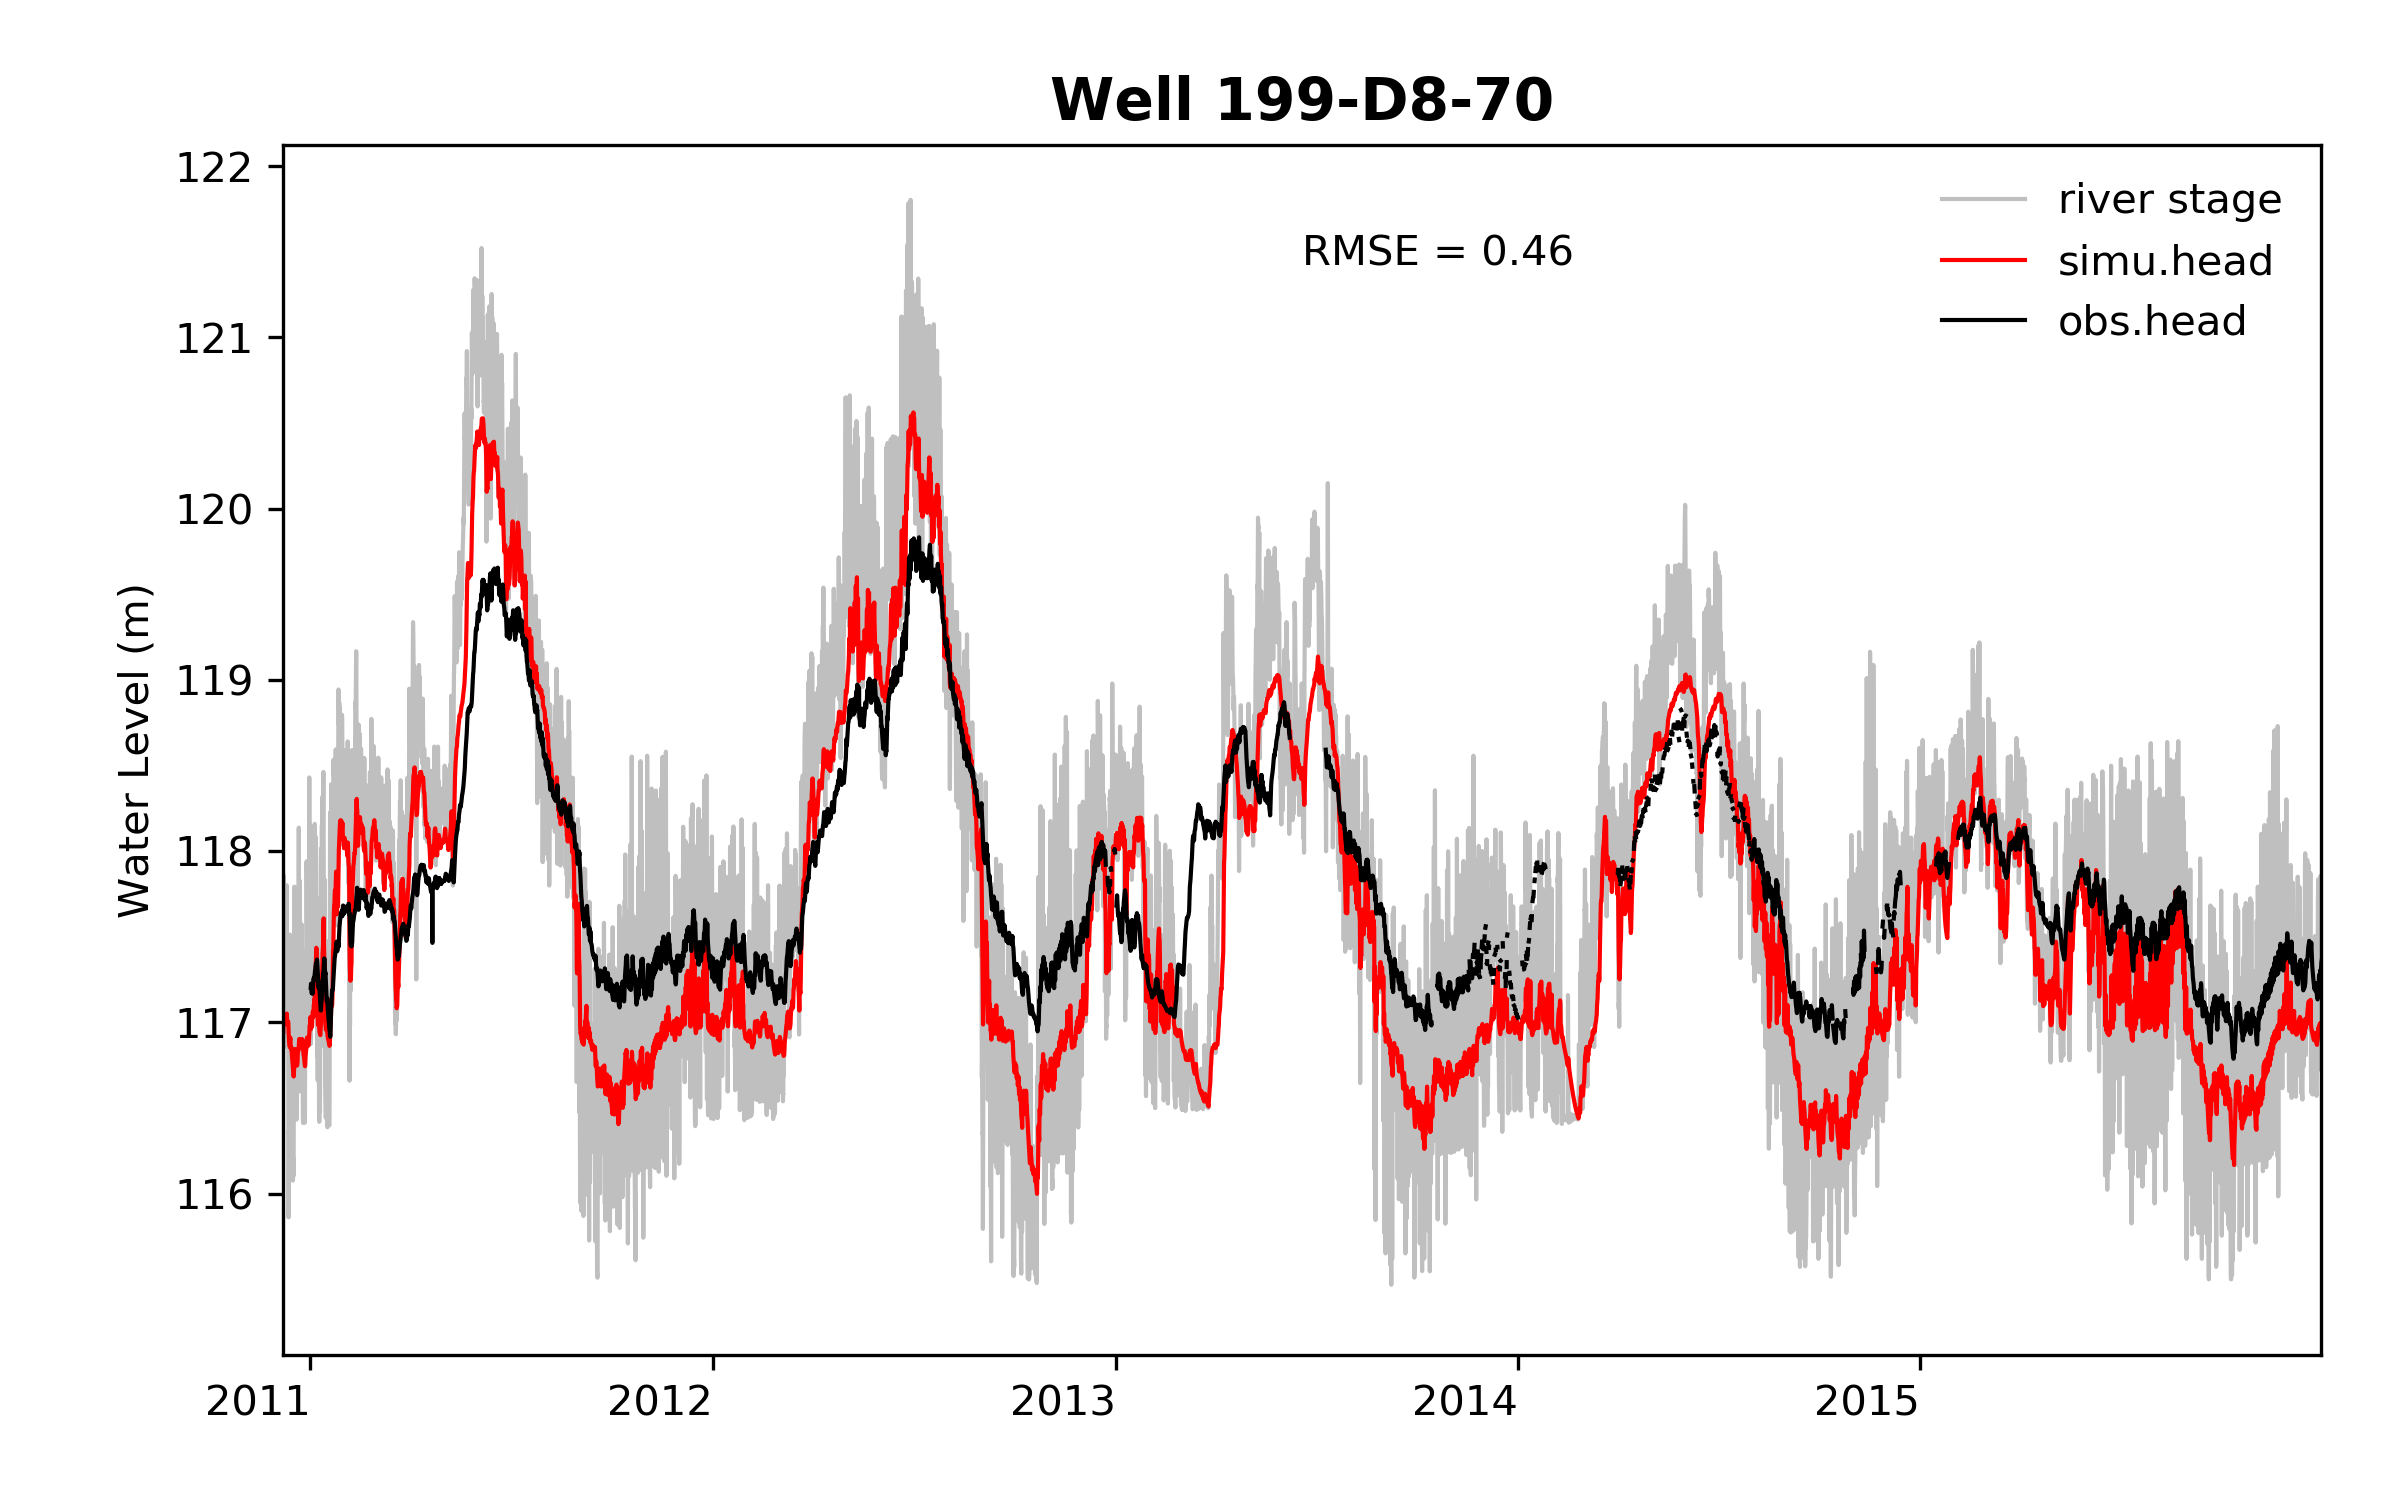 Well 199-D8-70
122
121
120
119
118
117
116
Water Level (m)
RMSE = 0.46
river stage
simu.head
obs.head
2011
2012
2013
2014
2015